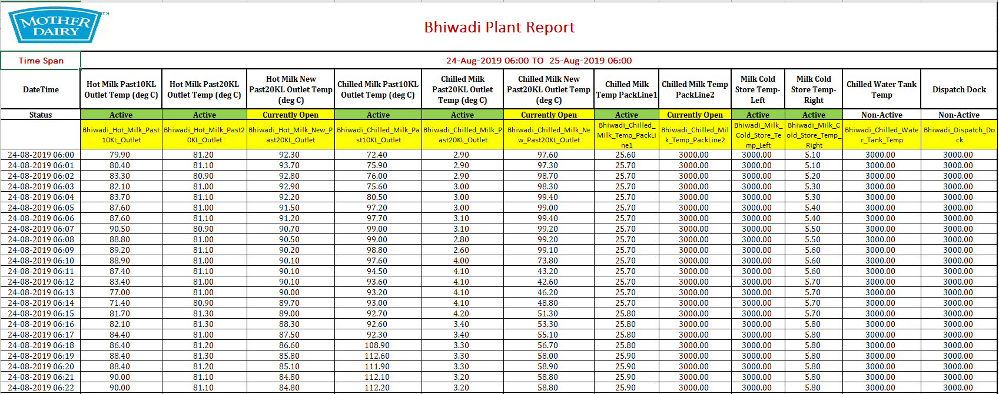 MOTHER
DAIRY
TM
Bhiwadi Plant Report
Time Span
24-Aug-2019 06:00 TO 25-Aug-2019 06:00
DateTime Hot Milk Past10KL Outlet Temp (deg C) Hot Milk Past20KL Outlet Temp (deg C) Hot Milk New Past20KL Outlet Temp (deg C) Chilled Milk Past10KL Outlet Temp (deg C) Chilled Milk Past20KL Outlet Temp (deg C) Chilled Milk New Past20KL Outlet Temp (deg C) Chilled Milk Temp PackLine1 Chilled Milk Temp PackLine2 Milk Cold Store Temp-Left Milk Cold Store Temp-Right Chilled Water Tank Temp Dispatch Dock
Status Active Active Currently Open Active Active Currently Open Active Currently Open Active Active Non-Active Non-Active
Bhiwadi_Hot_Milk_Past10KL_Outlet Bhiwadi_Hot_Milk_Past20KL_Outlet Bhiwadi_Hot_Milk_New_Past20KL_Outlet Bhiwadi_Chilled_Milk_Past10KL_Outlet Bhiwadi_Chilled_Milk_Past20KL_Outlet Bhiwadi_Chilled_Milk_New_Past20KL_Outlet Bhiwadi_Chilled_Milk_Temp_PackLine1 Bhiwadi_Chilled_Milk_Temp_PackLine2 Bhiwadi_Milk_Cold_Store_Temp_Left Bhiwadi_Milk_Cold_Store_Temp_Right Bhiwadi_Chilled_Water_Tank_Temp Bhiwadi_Dispatch_Dock
24-08-2019 06:00 79.90 81.20 92.30 72.40 2.90 97.60 25.60 3000.00 3000.00 5.10 3000.00 3000.00
24-08-2019 06:01 80.40 81.10 93.70 75.90 2.90 97.30 25.70 3000.00 3000.00 5.10 3000.00 3000.00
24-08-2019 06:02 83.30 80.90 92.80 76.00 2.90 98.70 25.70 3000.00 3000.00 5.20 3000.00 3000.00
24-08-2019 06:03 82.10 81.00 92.90 75.60 3.00 98.30 25.70 3000.00 3000.00 5.30 3000.00 3000.00
24-08-2019 06:04 83.70 81.10 92.20 80.50 3.00 99.40 25.70 3000.00 3000.00 5.30 3000.00 3000.00
24-08-2019 06:05 87.60 81.00 91.50 97.20 3.00 99.00 25.70 3000.00 3000.00 5.40 3000.00 3000.00
24-08-2019 06:06 87.60 81.10 91.20 97.70 3.10 99.40 25.70 3000.00 3000.00 5.40 3000.00 3000.00
24-08-2019 06:07 90.50 80.90 90.70 99.00 3.10 99.20 25.70 3000.00 3000.00 5.50 3000.00 3000.00
24-08-2019 06:08 88.80 81.00 90.50 99.00 2.80 99.20 25.70 3000.00 3000.00 5.50 3000.00 3000.00
24-08-2019 06:09 89.20 81.10 90.20 98.80 2.60 99.10 25.70 3000.00 3000.00 5.60 3000.00 3000.00
24-08-2019 06:10 88.90 81.00 90.10 97.60 4.00 73.80 25.70 3000.00 3000.00 5.60 3000.00 3000.00
24-08-2019 06:11 87.40 81.10 90.10 94.50 4.10 43.20 25.70 3000.00 3000.00 5.60 3000.00 3000.00
24-08-2019 06:12 83.40 81.00 90.10 93.60 4.10 42.60 25.70 3000.00 3000.00 5.70 3000.00 3000.00
24-08-2019 06:13 77.00 81.00 90.00 93.20 4.10 46.20 25.70 3000.00 3000.00 5.70 3000.00 3000.00
24-08-2019 06:14 71.40 80.90 89.70 93.00 4.10 48.80 25.70 3000.00 3000.00 5.70 3000.00 3000.00
24-08-2019 06:15 81.70 81.30 89.00 92.70 4.20 51.30 25.80 3000.00 3000.00 5.70 3000.00 3000.00
24-08-2019 06:16 82.10 81.30 88.30 92.60 3.40 53.30 25.80 3000.00 3000.00 5.80 3000.00 3000.00
24-08-2019 06:17 84.40 81.00 87.50 92.30 3.40 55.10 25.80 3000.00 3000.00 5.80 3000.00 3000.00
24-08-2019 06:18 86.40 81.20 86.60 108.90 3.30 56.70 25.80 3000.00 3000.00 5.80 3000.00 3000.00
24-08-2019 06:19 88.40 81.30 85.80 112.60 3.30 58.00 25.90 3000.00 3000.00 5.80 3000.00 3000.00
24-08-2019 06:20 88.40 81.20 85.10 111.90 3.30 58.90 25.90 3000.00 3000.00 5.80 3000.00 3000.00
24-08-2019 06:21 90.00 81.10 84.80 112.10 3.20 58.80 25.90 3000.00 3000.00 5.80 3000.00 3000.00
24-08-2019 06:22 90.00 81.10 84.80 112.20 3.20 58.80 25.90 3000.00 3000.00 5.80 3000.00 3000.00